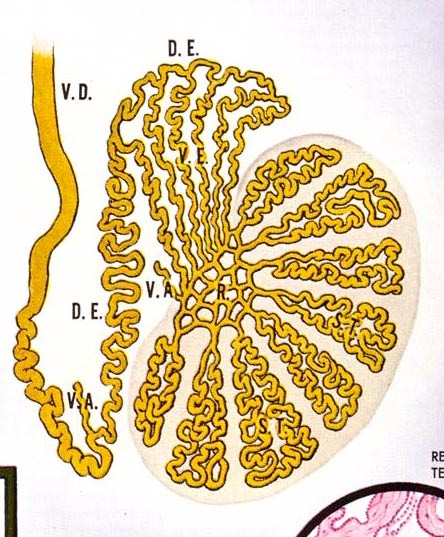 D. E.
V. D.
V. E.
V. A
R.
D. E.
V. A.
RE
TE